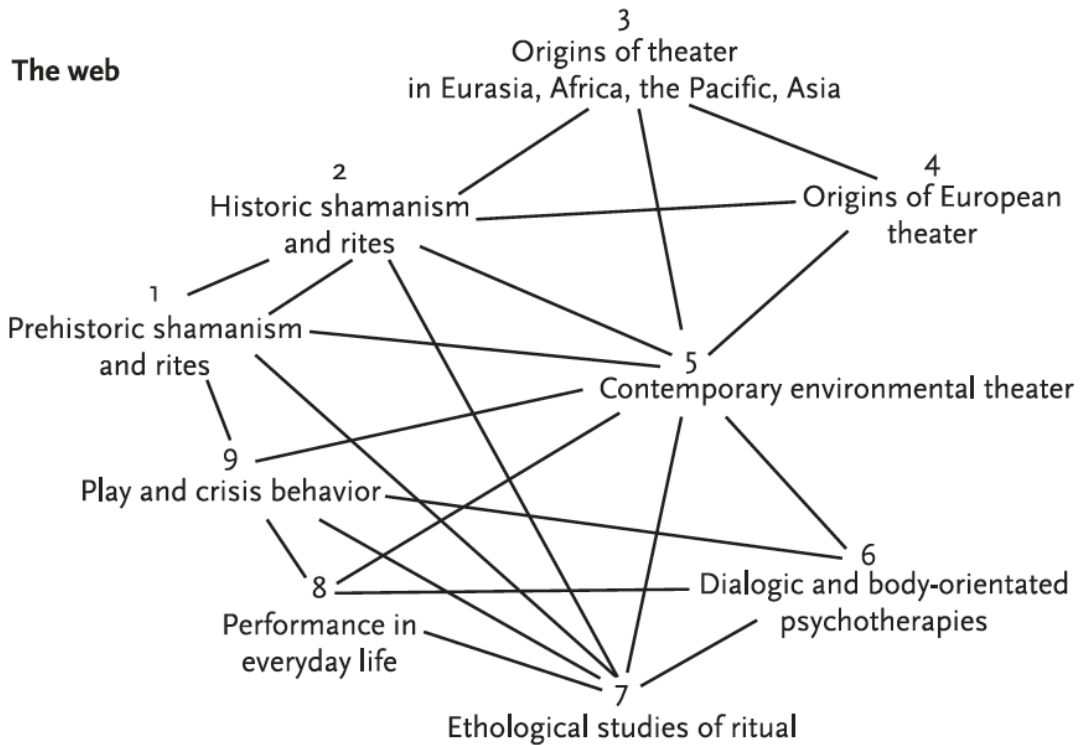 The web
3
Origins of theater
in Eurasia, Africa, the Pacific, Asia
2
Historic shamanism
and rites
4
Origins of European
theater
1
Prehistoric shamanism
and rites
5
Contemporary environmental theater
9
Play and crisis behavior
6
Dialogic and body-orientated
psychotherapies
8
Performance in
everyday life
7
Ethological studies of ritual